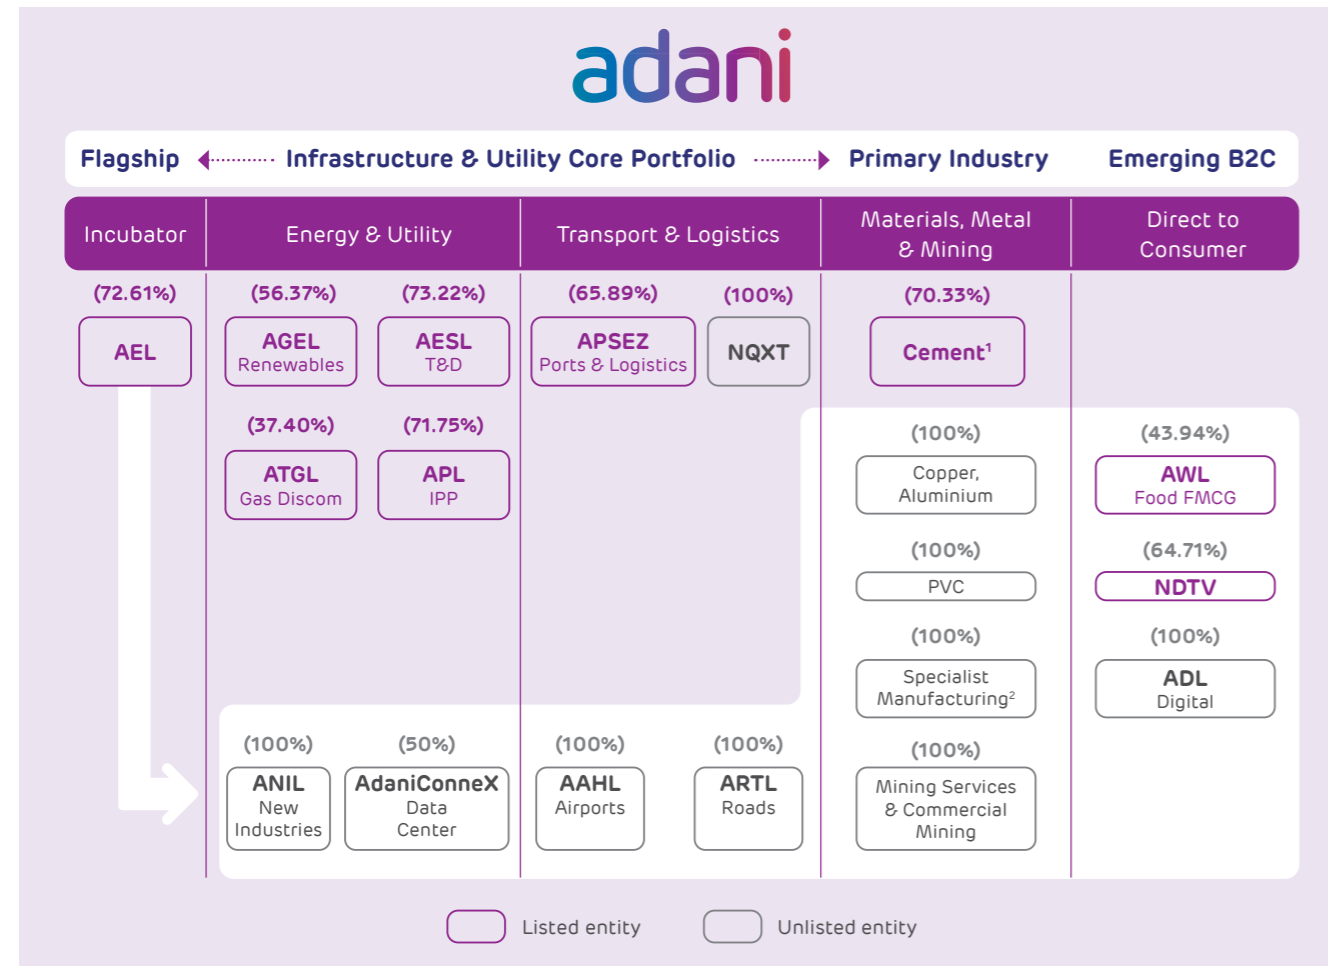 adani
Flagship Infrastructure & Utility Core Portfolio Primary Industry Emerging B2C
Incubator
Energy & Utility
Transport & Logistics
Materials, Metal
& Mining
Direct to
Consumer
(72.61%)
AEL
(56.37%)
AGEL
Renewables
(73.22%)
AESL
T&D
(65.89%)
APSEZ
Ports & Logistics
(100%)
NQXT
(70.33%)
Cement¹
(37.40%)
ATGL
Gas Discom
(71.75%)
APL
IPP
(100%)
Copper,
Aluminium
(43.94%)
AWL
Food FMCG
(100%)
PVC
(64.71%)
NDTV
(100%)
Specialist
Manufacturing²
(100%)
ADL
Digital
(100%)
ANIL
New
Industries
(50%)
AdaniConneX
Data
Center
(100%)
AAHL
Airports
(100%)
ARTL
Roads
(100%)
Mining Services
& Commercial
Mining
Listed entity
Unlisted entity